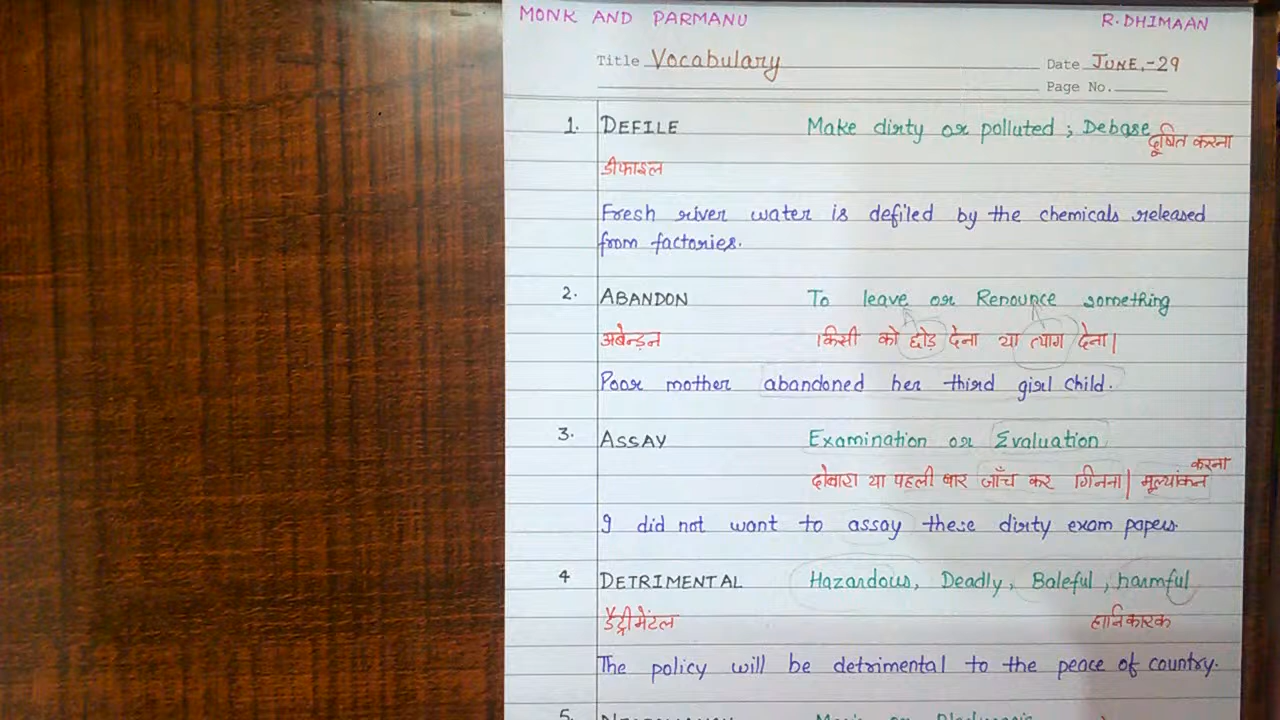 MONK AND PARMANU R. DHIMAAN
Title Vocabulary Date JUNE,-29
Page No.
1. DEFILE Make dirty or polluted ; Debase दूषित करना
डीफाइल
Fresh river water is defiled by the chemicals released
from factories.
2. ABANDON To leave or Renounce something
अबेन्ड़न किसी को छोड़ देना या त्याग देना|
Poor mother abandoned her third girl child.
3. ASSAY Examination or Evaluation
दोबारा या पहली बार जाँच कर गिनना| मूल्यांकन करना
I did not want to assay these dirty exam papers.
4 DETRIMENTAL Hazardous, Deadly, Baleful, harmful
डैट्रीमेंटल हानिकारक
The policy will be detrimental to the peace of country.
5.